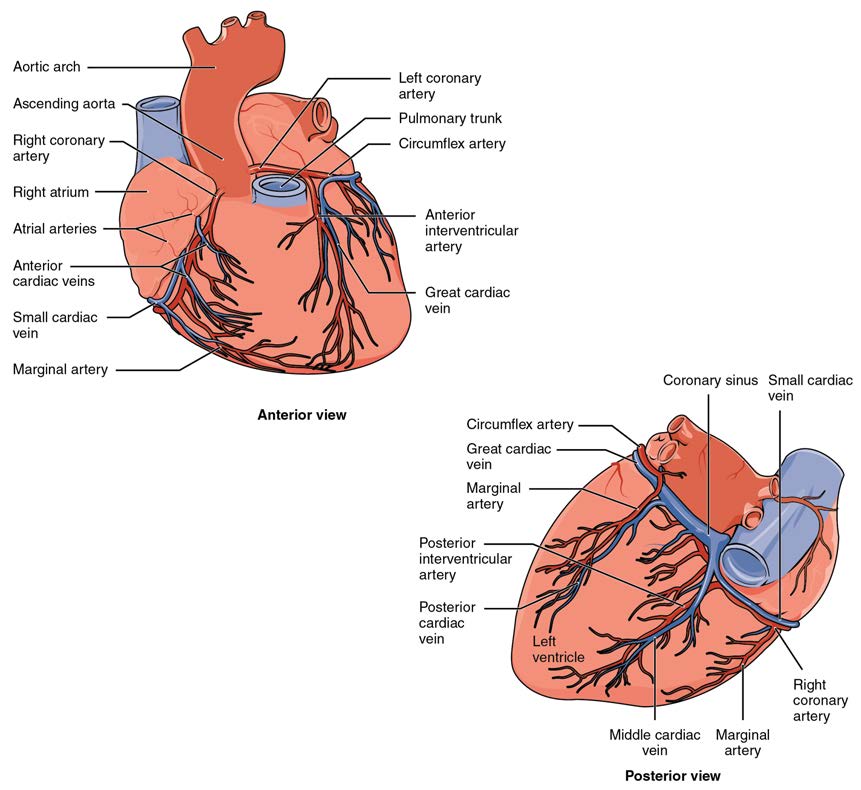 Aortic arch
Ascending aorta
Right coronary
artery
Right atrium
Atrial arteries
Anterior
cardiac veins
Small cardiac
vein
Marginal artery
Left coronary
artery
Pulmonary trunk
Circumflex artery
Anterior
interventricular
artery
Great cardiac
vein
Anterior view
Coronary sinus
Small cardiac
vein
Circumflex artery
Great cardiac
vein
Marginal
artery
Posterior
interventricular
artery
Posterior
cardiac
vein
Left
ventricle
Right
coronary
artery
Middle cardiac
vein
Marginal
artery
Posterior view